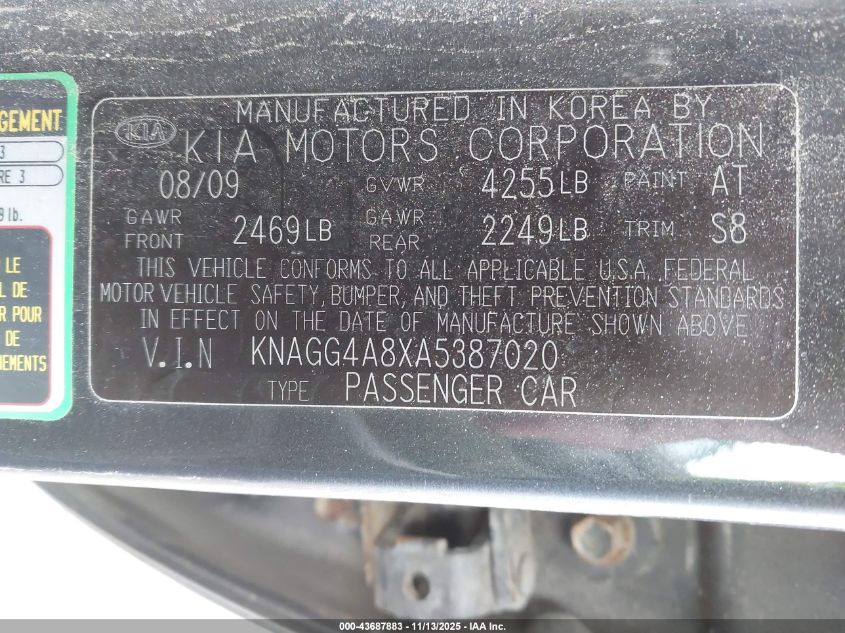 GEMENT
3
RE 3
9 lb.
LE
L DE
R POUR
DE
NEMENTS
MANUFACTURED IN KOREA BY
KIA KIA MOTORS CORPORATION
08/09 GVWR 4255LB PAINT AT
GAWR FRONT 2469LB GAWR REAR 2249LB TRIM S8
THIS VEHICLE CONFORMS TO ALL APPLICABLE U.S.A. FEDERAL
MOTOR VEHICLE SAFETY, BUMPER, AND THEFT PREVENTION STANDARDS
IN EFFECT ON THE DATE OF MANUFACTURE SHOWN ABOVE
V.I.N KNAGG4A8XA5387020
TYPE PASSENGER CAR
000-43687883 - 11/13/2025 - IAA, Inc.